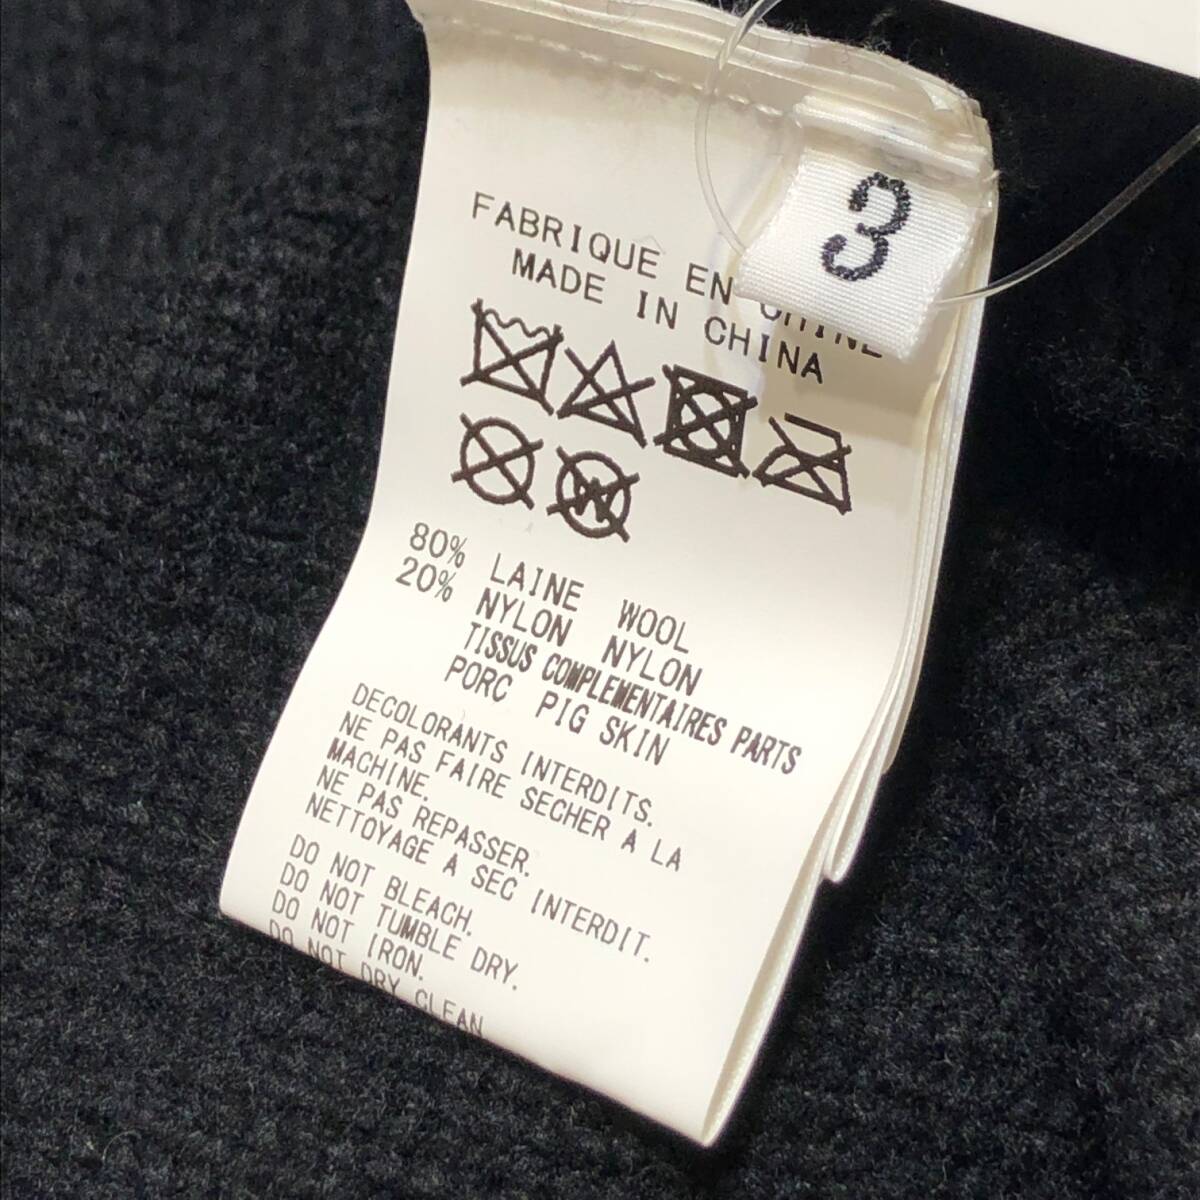 3
FABRIQUE EN CHINE
MADE IN CHINA
W
80% LAINE WOOL
20% NYLON NYLON
TISSUS COMPLEMENTAIRES PARTS
PORC PIG SKIN
DECOLORANTS INTERDITS.
NE PAS FAIRE SECHER A LA
MACHINE.
NE PAS REPASSER.
NETTOYAGE A SEC INTERDIT.
DO NOT BLEACH.
DO NOT TUMBLE DRY.
DO NOT IRON.
DO NOT DRY CLEAN